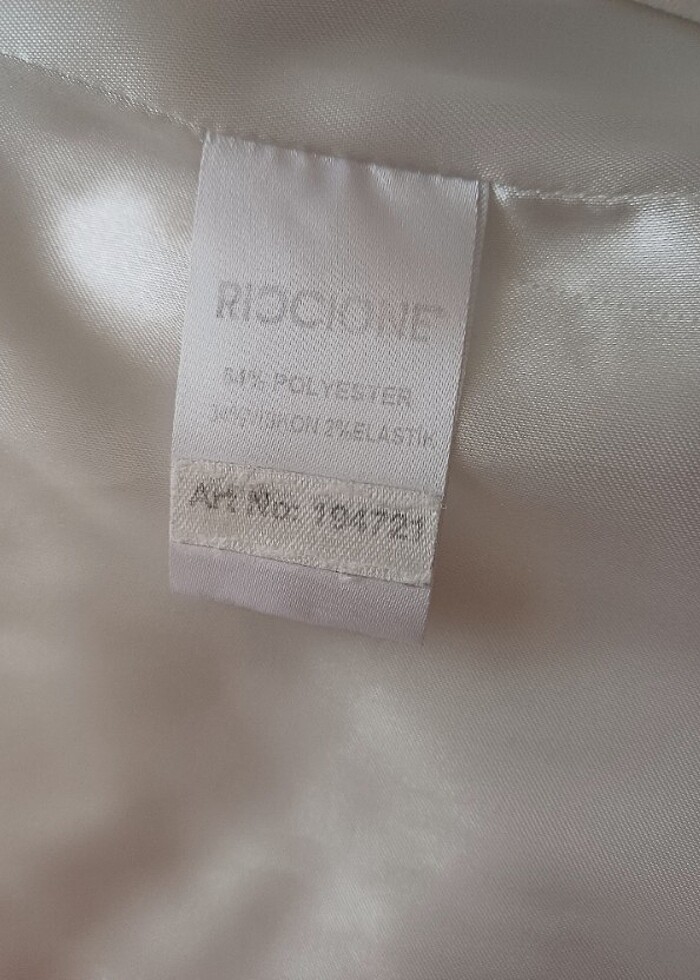 RICCIONE
64% POLYESTER
34% VISKON 2% ELASTIK
Art No: 194721